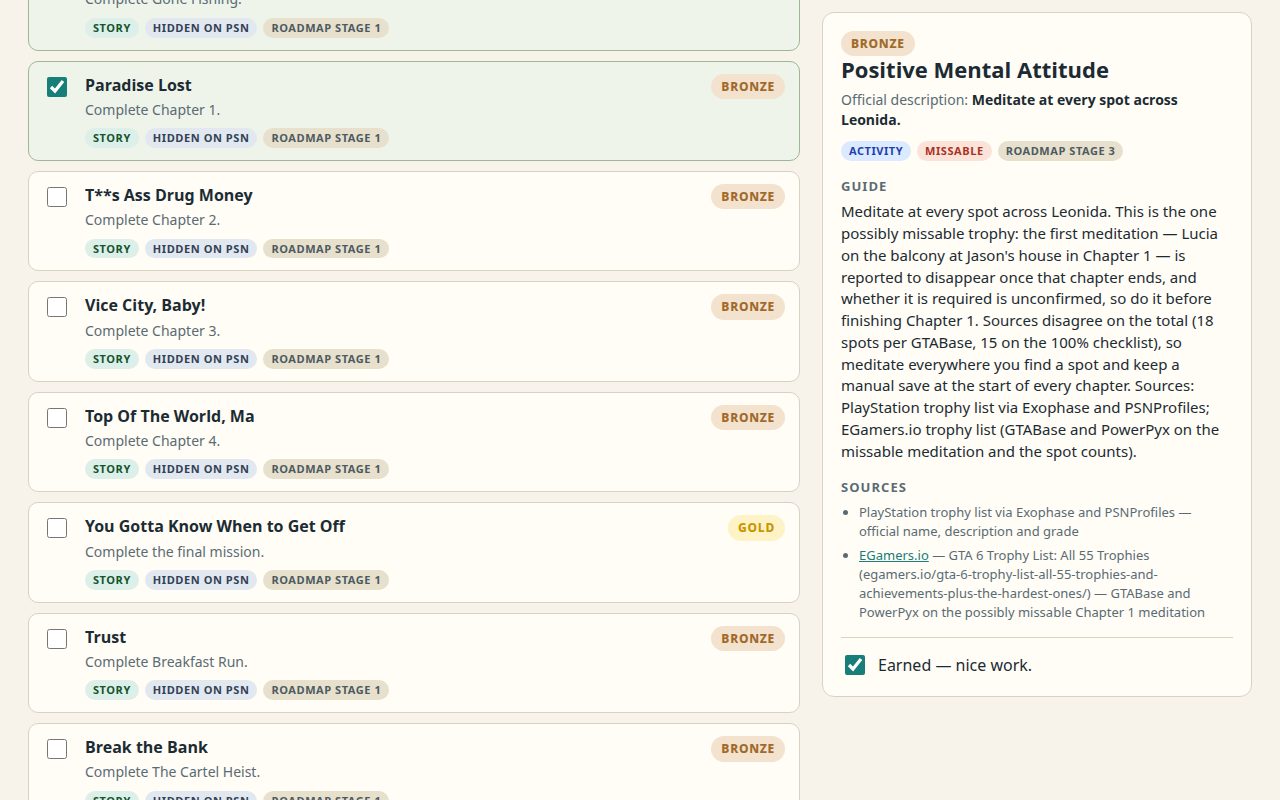 Complete Gone Fishing.
STORY HIDDEN ON PSN ROADMAP STAGE 1
Paradise Lost
BRONZE
Complete Chapter 1.
STORY HIDDEN ON PSN ROADMAP STAGE 1
T**s Ass Drug Money
BRONZE
Complete Chapter 2.
STORY HIDDEN ON PSN ROADMAP STAGE 1
Vice City, Baby!
BRONZE
Complete Chapter 3.
STORY HIDDEN ON PSN ROADMAP STAGE 1
Top Of The World, Ma
BRONZE
Complete Chapter 4.
STORY HIDDEN ON PSN ROADMAP STAGE 1
You Gotta Know When to Get Off
GOLD
Complete the final mission.
STORY HIDDEN ON PSN ROADMAP STAGE 1
Trust
BRONZE
Complete Breakfast Run.
STORY HIDDEN ON PSN ROADMAP STAGE 1
Break the Bank
BRONZE
Complete The Cartel Heist.
STORY HIDDEN ON PSN ROADMAP STAGE 1
BRONZE
Positive Mental Attitude
Official description: Meditate at every spot across
Leonida.
ACTIVITY MISSABLE ROADMAP STAGE 3
GUIDE
Meditate at every spot across Leonida. This is the one
possibly missable trophy: the first meditation — Lucia
on the balcony at Jason's house in Chapter 1 — is
reported to disappear once that chapter ends, and
whether it is required is unconfirmed, so do it before
finishing Chapter 1. Sources disagree on the total (18
spots per GTABase, 15 on the 100% checklist), so
meditate everywhere you find a spot and keep a
manual save at the start of every chapter. Sources:
PlayStation trophy list via Exophase and PSNProfiles;
EGamers.io trophy list (GTABase and PowerPyx on the
missable meditation and the spot counts).
SOURCES
PlayStation trophy list via Exophase and PSNProfiles —
official name, description and grade
EGamers.io — GTA 6 Trophy List: All 55 Trophies
(egamers.io/gta-6-trophy-list-all-55-trophies-and-
achievements-plus-the-hardest-ones/) — GTABase and
PowerPyx on the possibly missable Chapter 1 meditation
Earned — nice work.